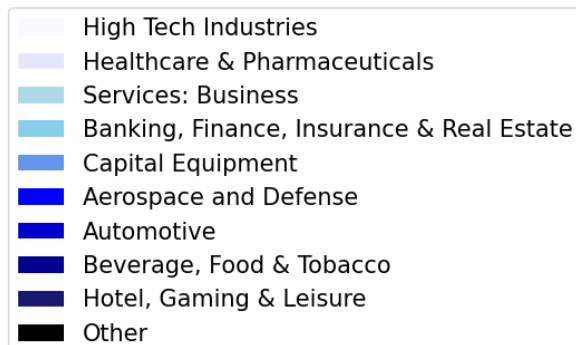 High Tech Industries
Healthcare & Pharmaceuticals
Services: Business
Banking, Finance, Insurance & Real Estate
Capital Equipment
Aerospace and Defense
Automotive
Beverage, Food & Tobacco
Hotel, Gaming & Leisure
Other